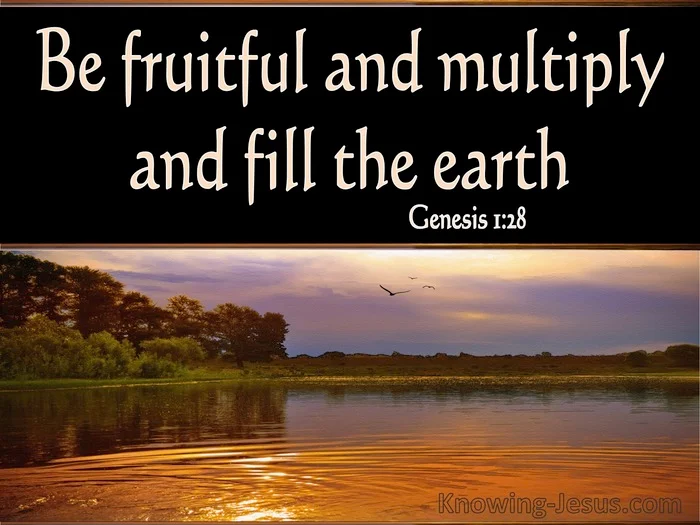 Be fruitful and multiply
and fill the earth
Genesis 1:28
Knowing-Jesus.com